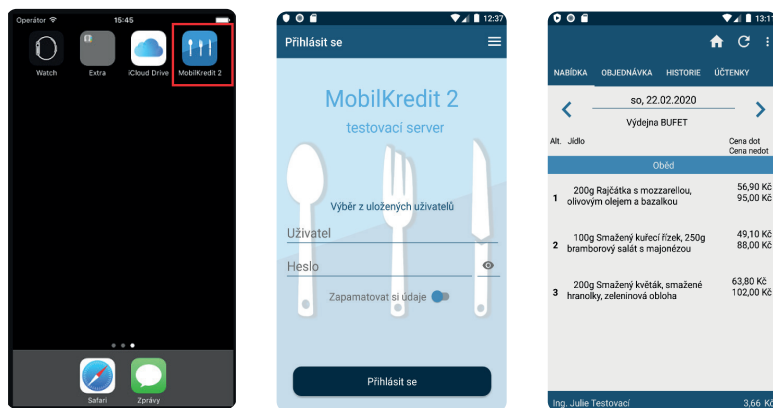 Operátor
15:45
Watch
Extra
iCloud Drive
MobilKredit 2
Safari
Zprávy
12:37
Přihlásit se
MobilKredit 2
testovací server
Výběr z uložených uživatelů
Uživatel
Heslo
Zapamatovat si údaje
Přihlásit se
13:11
NABÍDKA OBJEDNÁVKA HISTORIE ÚČTENKY
so, 22.02.2020
Výdejna BUFET
Alt. Jídlo Cena dot
Cena nedot
Oběd
200g Rajčátka s mozzarellou, 56,90 Kč
1 olivovým olejem a bazalkou 95,00 Kč
100g Smažený kuřecí řízek, 250g 49,10 Kč
2 bramborový salát s majonézou 88,00 Kč
200g Smažený květák, smažené 63,80 Kč
3 hranolky, zeleninová obloha 102,00 Kč
Ing. Julie Testovací 3,66 Kč